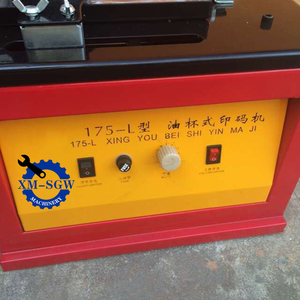 175-L型 油杯式印码机
175-L XING YOU BEI SHI YIN MA JI
XM-SGW
MACHINERY